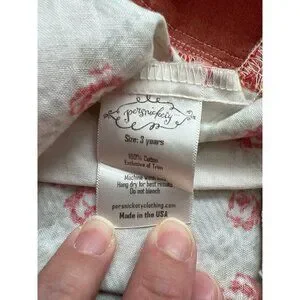 persnickety
Size: 3 years
100% Cotton
Exclusive of Trim
Machine wash cold
Hang dry for best results
Do not bleach
persnicketyclothing.com
Made in the USA